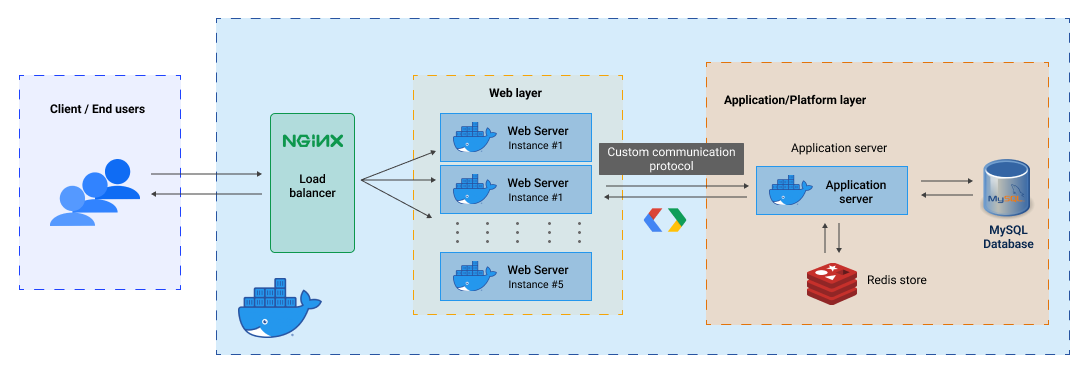 Client / End users
NGINX
Load
balancer
Web layer
Web Server
Instance #1
Web Server
Instance #1
Web Server
Instance #5
Custom communication
protocol
Application/Platform layer
Application server
Application
server
MySQL
MySQL
Database
Redis store